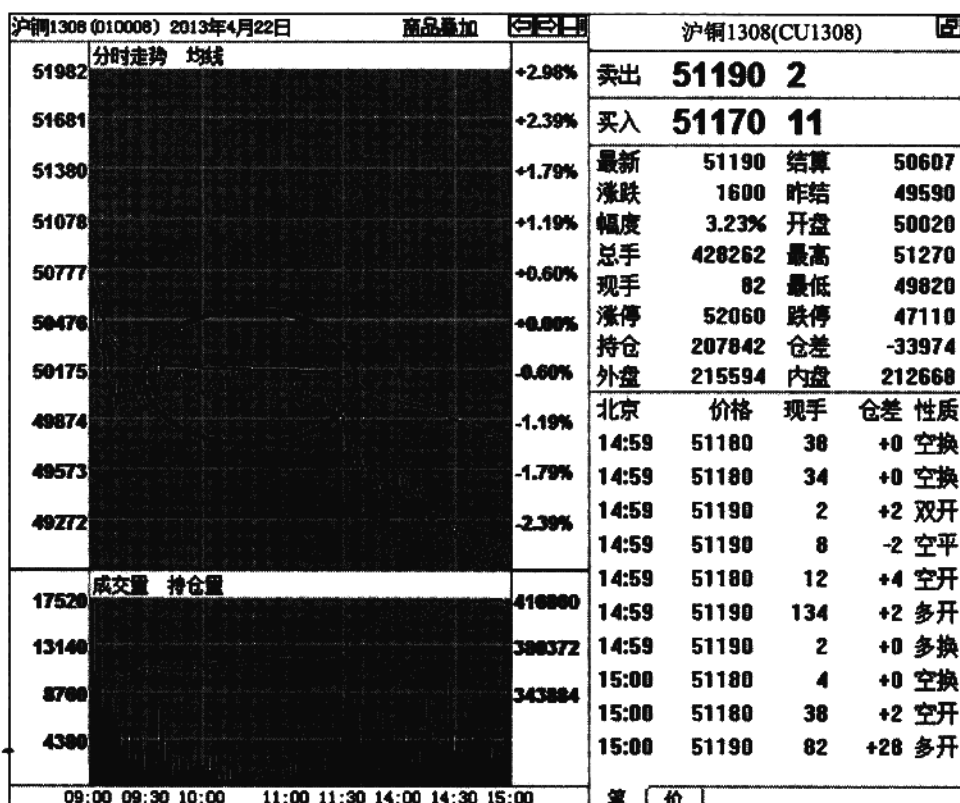 沪铜1308 (010008) 2013年4月22日 商品叠加
分时走势 均线
51982 +2.98%
51681 +2.39%
51380 +1.79%
51078 +1.19%
50777 +0.60%
50476 +0.00%
50175 -0.60%
49874 -1.19%
49573 -1.79%
49272 -2.39%
成交量 持仓量
17520 416860
13140 380372
8760 343884
4380
09:00 09:30 10:00 11:00 11:30 14:00 14:30 15:00
沪铜1308(CU1308)
卖出 51190 2
买入 51170 11
最新 51190 结算 50607
涨跌 1600 昨结 49590
幅度 3.23% 开盘 50020
总手 428262 最高 51270
现手 82 最低 49820
涨停 52060 跌停 47110
持仓 207842 仓差 -33974
外盘 215594 内盘 212668
北京 价格 现手 仓差 性质
14:59 51180 38 +0 空换
14:59 51180 34 +0 空换
14:59 51190 2 +2 双开
14:59 51190 8 -2 空平
14:59 51180 12 +4 空开
14:59 51190 134 +2 多开
14:59 51190 2 +0 多换
15:00 51180 4 +0 空换
15:00 51180 38 +2 空开
15:00 51190 82 +28 多开